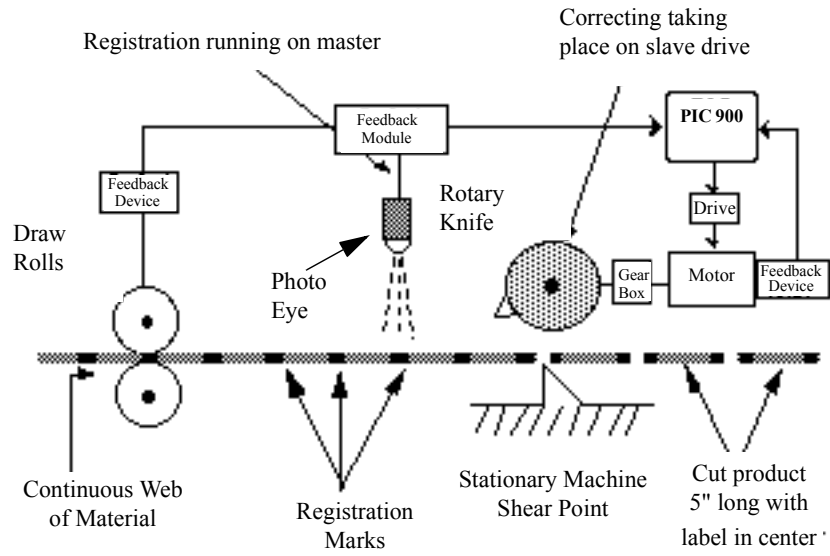 Registration running on master
Correcting taking
place on slave drive
Feedback
Module
PIC 900
Feedback
Device
Rotary
Knife
Drive
Draw
Rolls
Photo
Eye
Gear
Box
Motor
Feedback
Device
Continuous Web
of Material
Registration
Marks
Stationary Machine
Shear Point
Cut product
5" long with
label in center